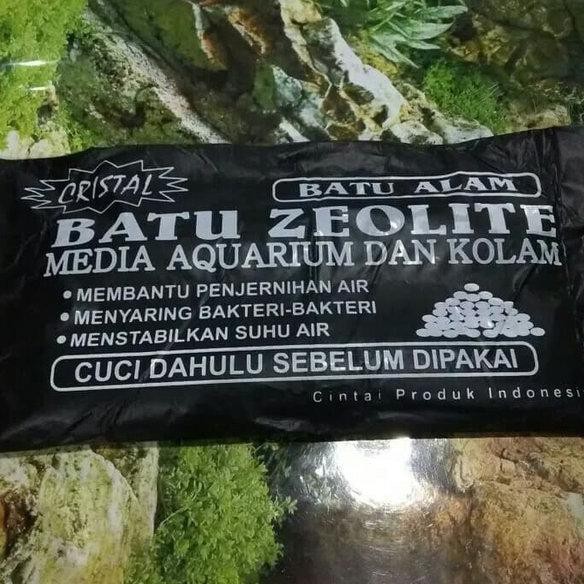 CRISTAL
BATU ALAM
BATU ZEOLITE
MEDIA AQUARIUM DAN KOLAM
• MEMBANTU PENJERNIHAN AIR
• MENYARING BAKTERI-BAKTERI
• MENSTABILKAN SUHU AIR
CUCI DAHULU SEBELUM DIPAKAI
Cintai Produk Indonesi